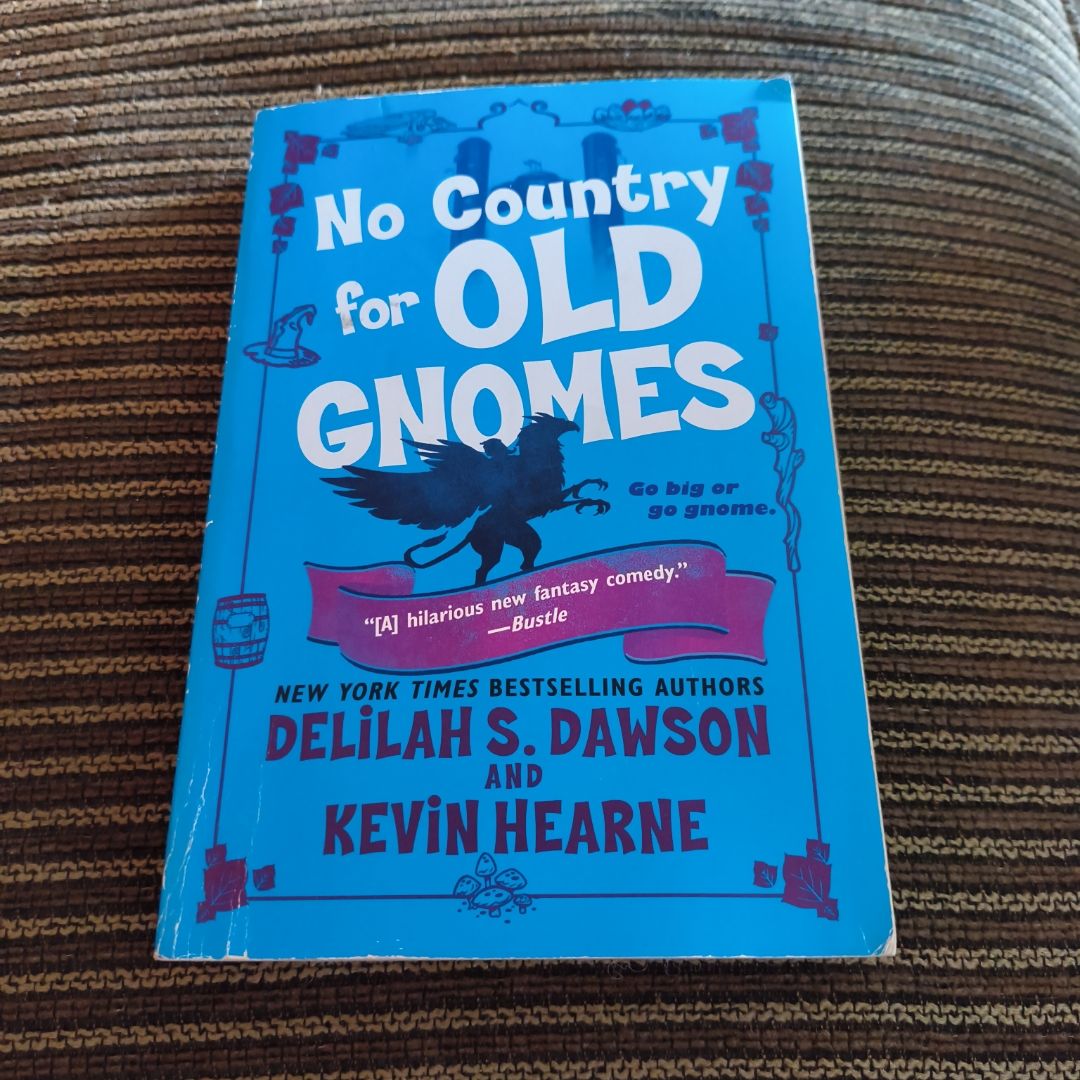 No Country
for OLD
GNOMES
Go big or
go gnome.
“[A] hilarious new fantasy comedy.”
—Bustle
NEW YORK TIMES BESTSELLING AUTHORS
DELiLAH S. DAWSON
AND
KEViN HEARNE